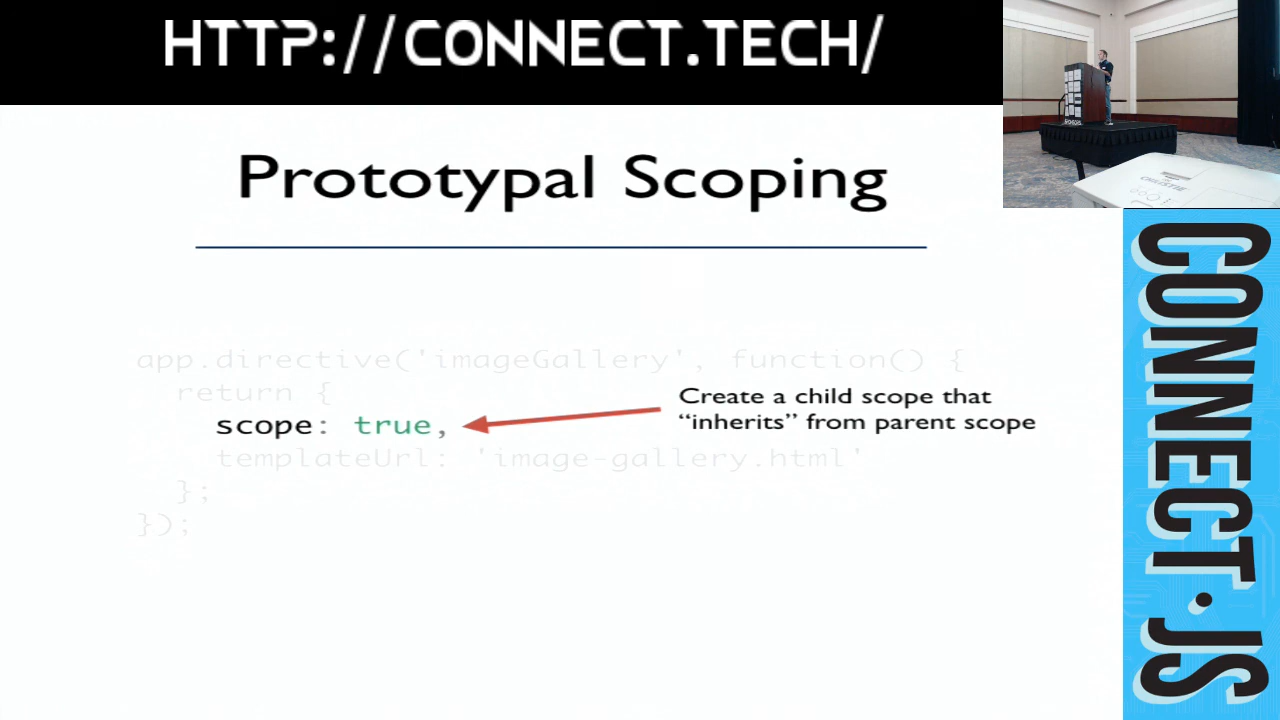 HTTP://CONNECT.TECH/
CHRISTIE
Prototypal Scoping
app.directive('imageGallery', function() {
return {
scope: true,
templateUrl: 'image-gallery.html'
};
});
Create a child scope that
“inherits” from parent scope
CONNECT.JS